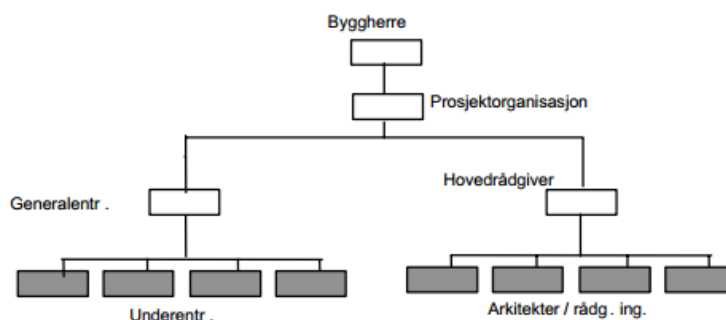 Byggherre
Prosjektorganisasjon
Hovedrådgiver
Generalentr .
Arkitekter / rådg . ing.
Underentr .